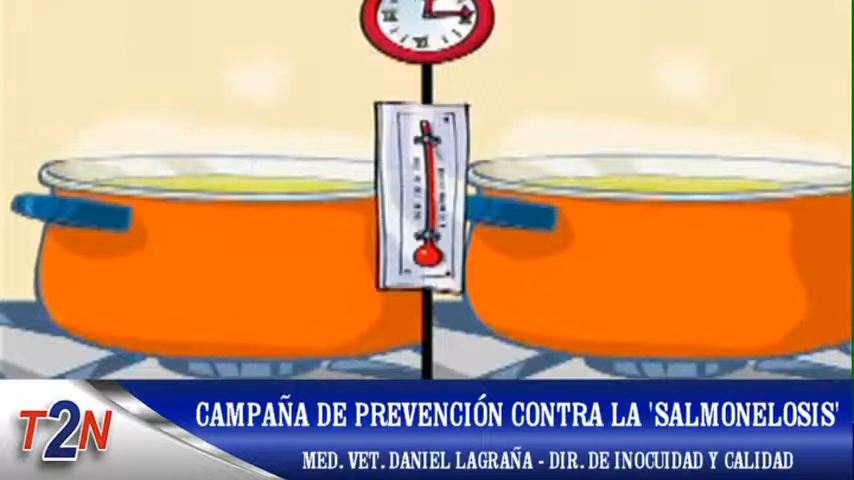 T2N
CAMPAÑA DE PREVENCIÓN CONTRA LA 'SALMONELOSIS'
MED. VET. DANIEL LAGRAÑA - DIR. DE INOCUIDAD Y CALIDAD